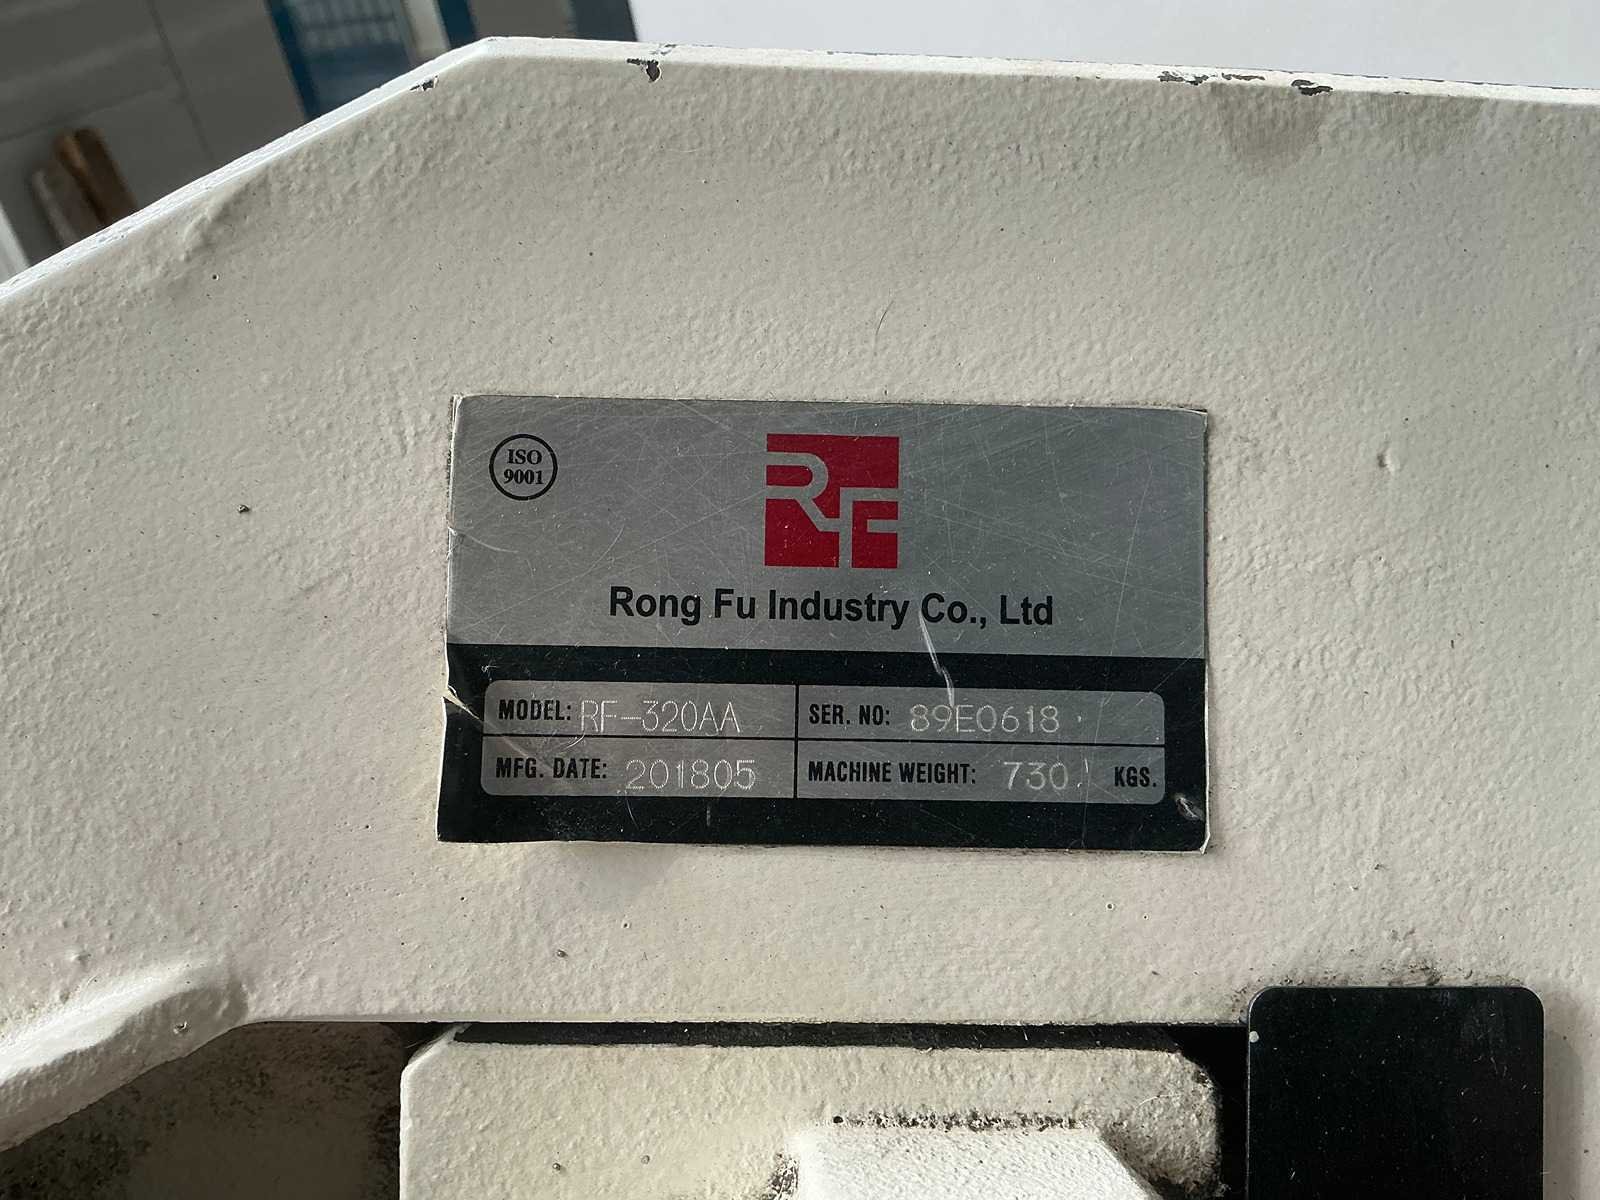 ISO
9001
RF
Rong Fu Industry Co., Ltd
MODEL: RF-320AA
SER. NO: 89E0618
MFG. DATE: 201805
MACHINE WEIGHT: 730 KGS.